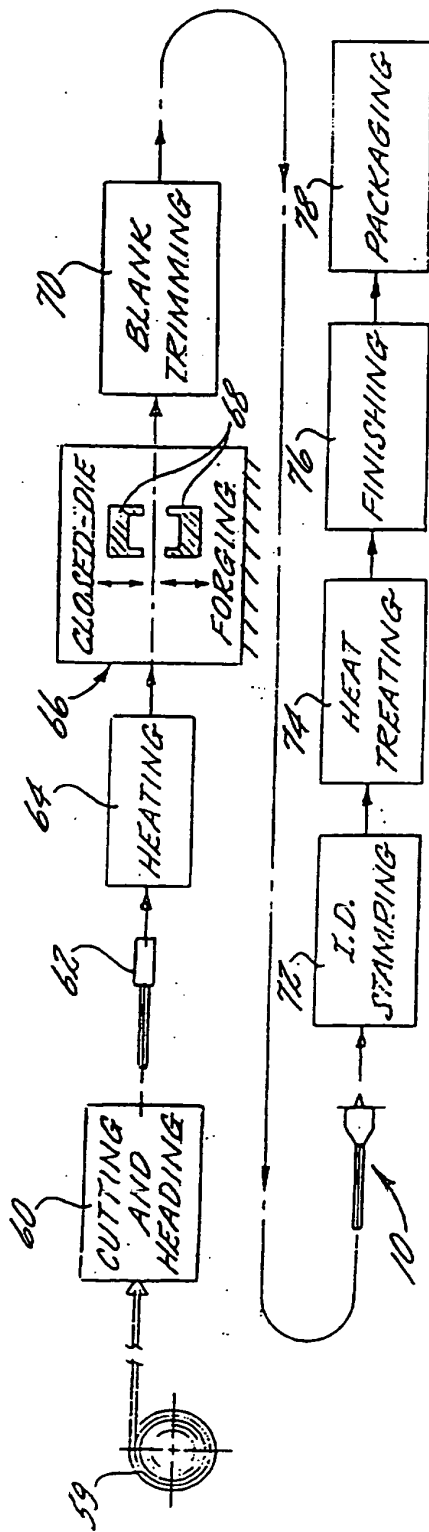 59
60
CUTTING
AND
HEADING
62
64
HEATING
66
CLOSED-DIE
68
FORGING
70
BLANK
TRIMMING
10
72
I.D.
STAMPING
74
HEAT
TREATING
76
FINISHING
78
PACKAGING